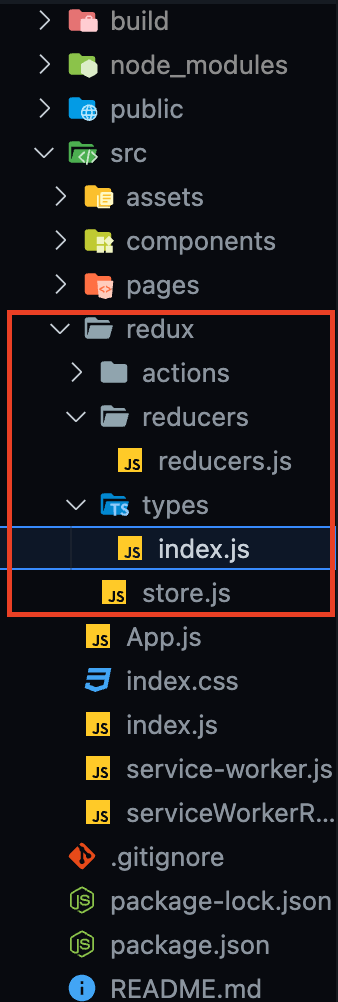 build
node_modules
public
src
assets
components
pages
redux
actions
reducers
JS reducers.js
TS types
JS index.js
JS store.js
JS App.js
index.css
JS index.js
JS service-worker.js
JS serviceWorkerR...
.gitignore
JS package-lock.json
JS package.json
i README.md